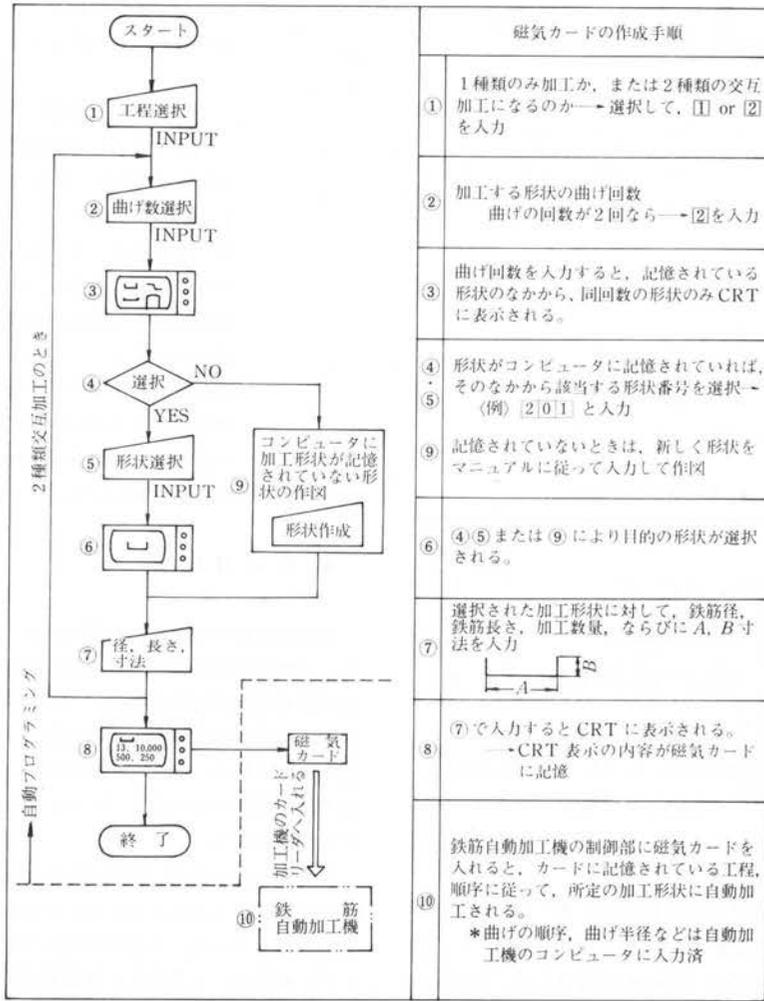 スタート
① 工程選択
INPUT
② 曲げ数選択
INPUT
③
④ 選択
NO
YES
⑤ 形状選択
INPUT
⑨ コンピュータに
加工形状が記憶
されていない形
状の作図
形状作成
⑥
⑦ 径，長さ，
寸法
⑧ 13，10,000
500，250
磁気
カード
終了
加工機のカード
リーダへ入れる
⑩ 鉄筋
自動加工機
2種類交互加工のとき
自動プログラミング
磁気カードの作成手順
① 1種類のみ加工か，または2種類の交互
加工になるのか→選択して，1 or 2
を入力
② 加工する形状の曲げ回数
曲げの回数が2回なら→2を入力
③ 曲げ回数を入力すると，記憶されている
形状のなかから，同回数の形状のみCRT
に表示される。
④・⑤ 形状がコンピュータに記憶されていれば，
そのなかから該当する形状番号を選択→
〈例〉201と入力
⑨ 記憶されていないときは，新しく形状を
マニュアルに従って入力して作図
⑥ ④⑤または⑨により目的の形状が選択
される。
⑦ 選択された加工形状に対して，鉄筋径，
鉄筋長さ，加工数量，ならびにA，B寸
法を入力
A
B
⑧ ⑦で入力するとCRTに表示される。
→CRT表示の内容が磁気カード
に記憶
⑩ 鉄筋自動加工機の制御部に磁気カードを
入れると，カードに記憶されている工程，
順序に従って，所定の加工形状に自動加
工される。
＊曲げの順序，曲げ半径などは自動加
工機のコンピュータに入力済